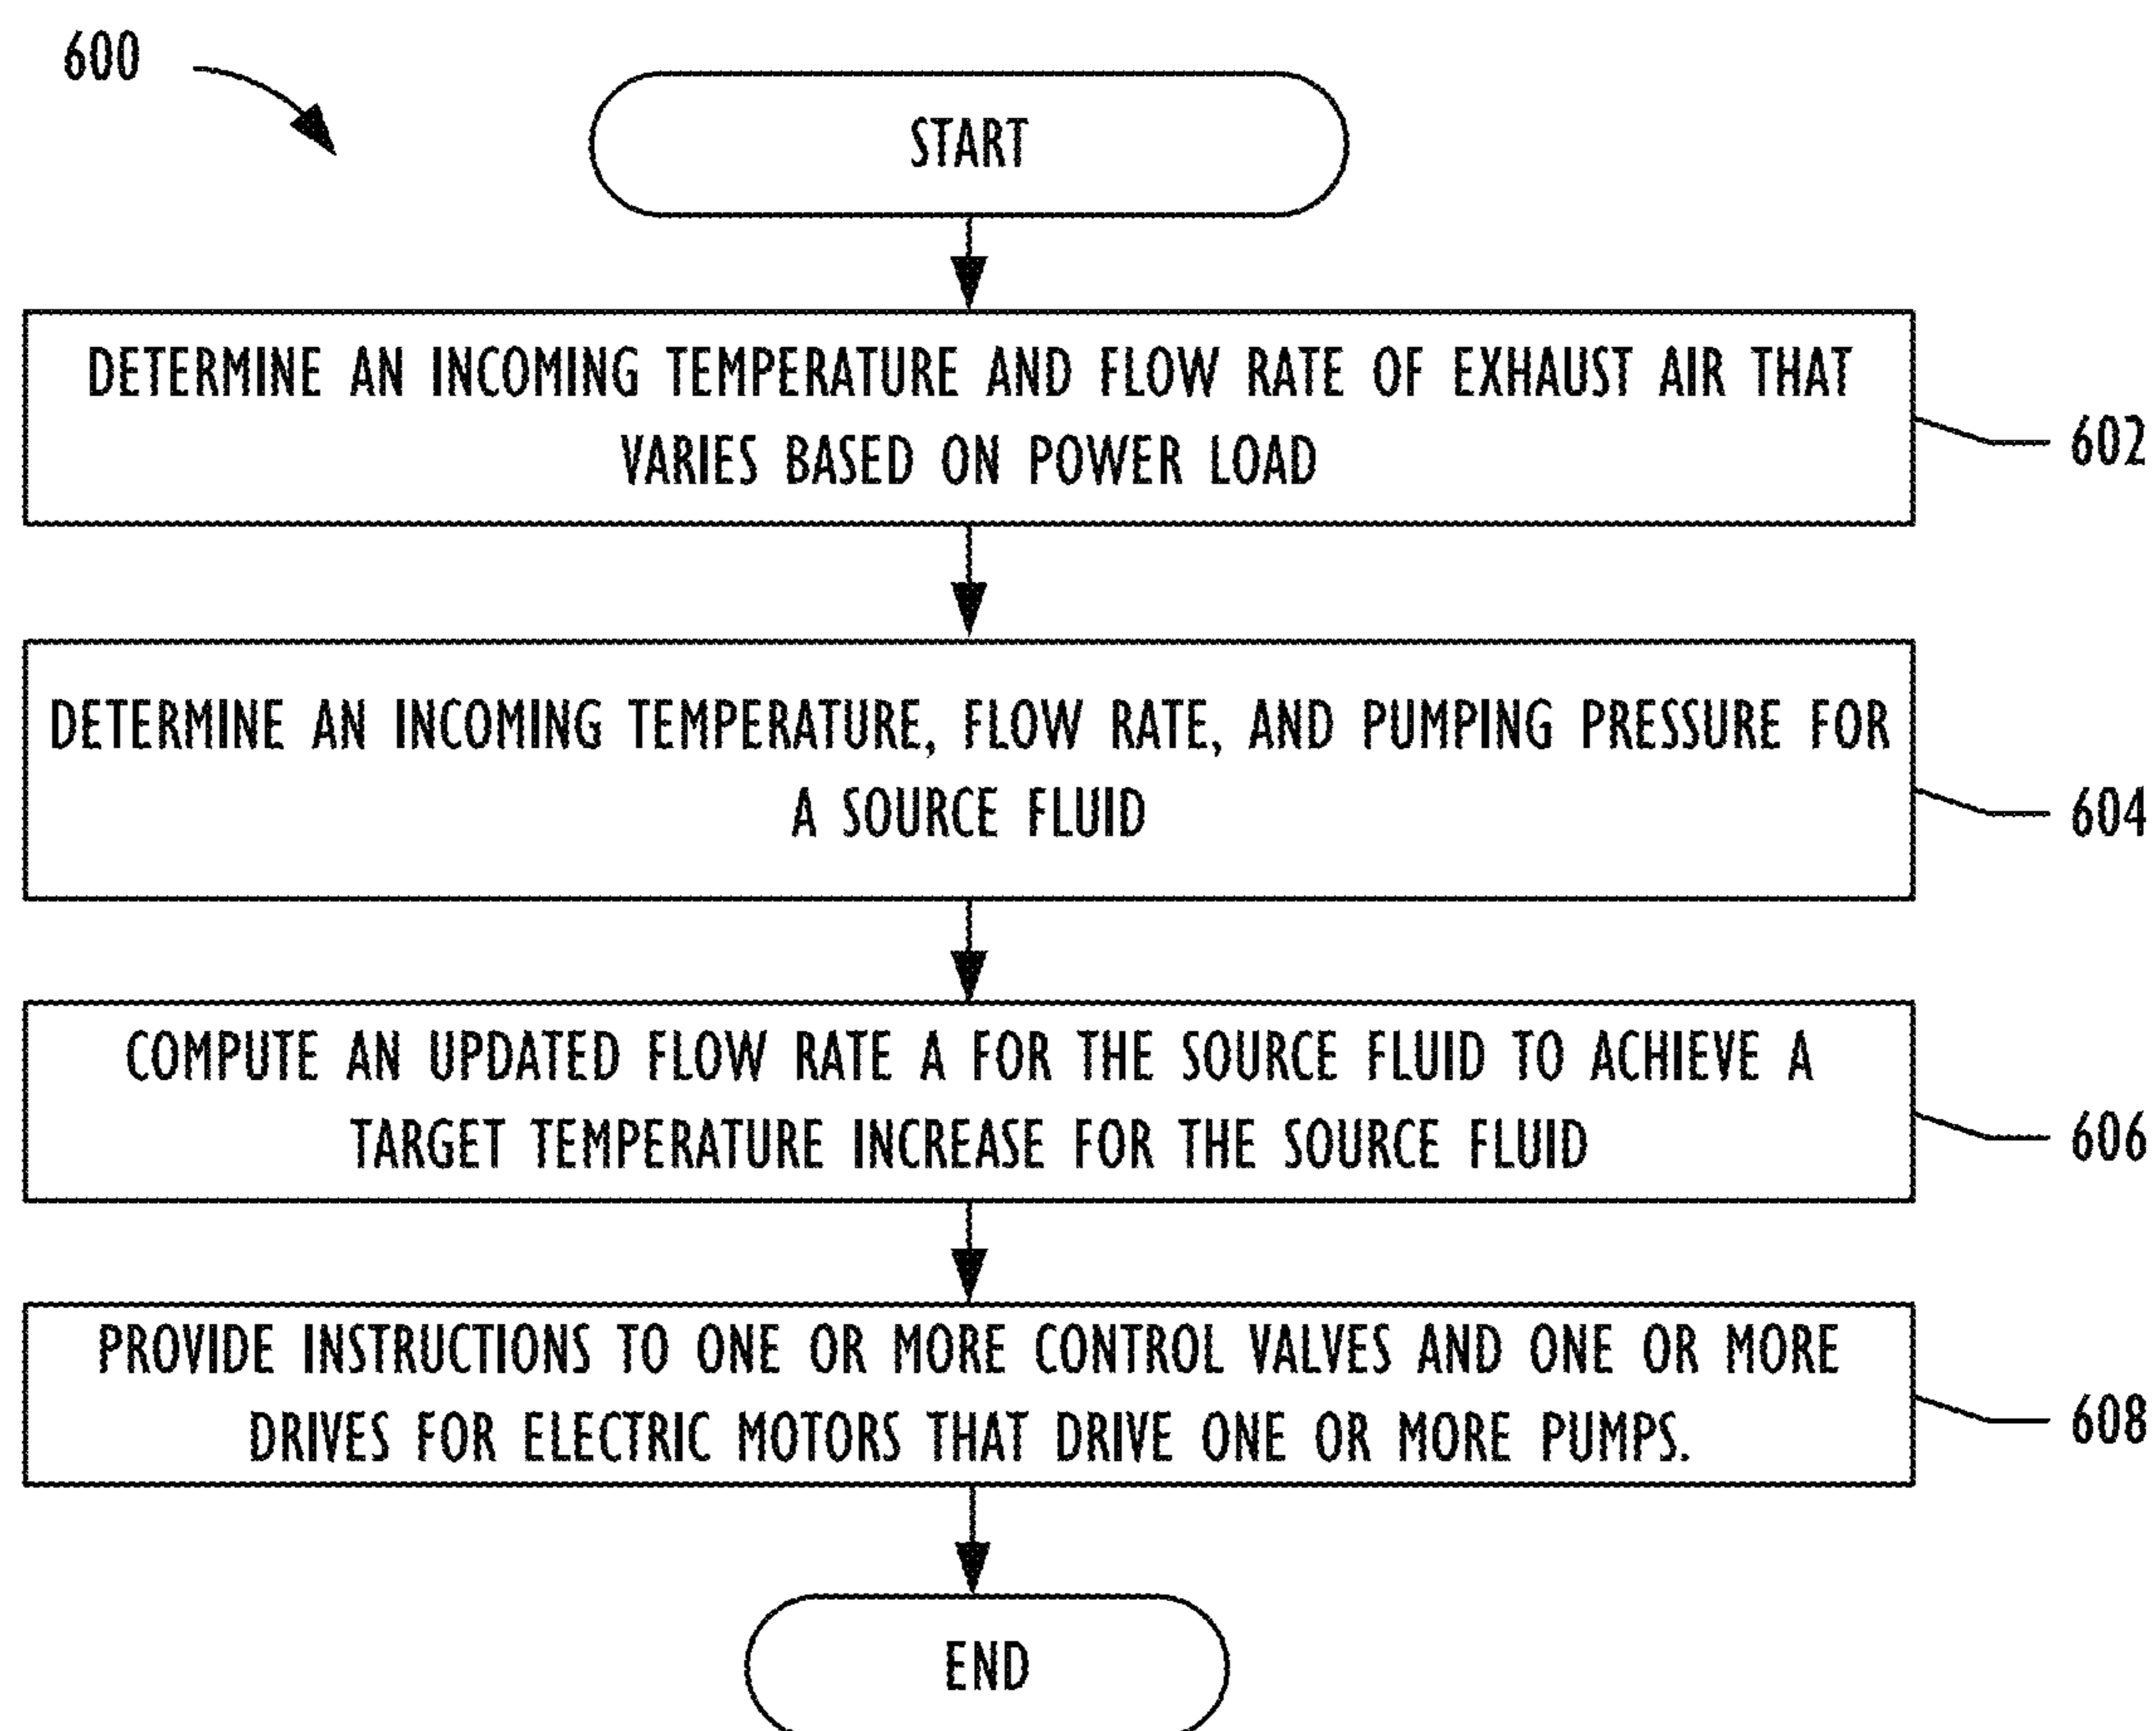 600
START
DETERMINE AN INCOMING TEMPERATURE AND FLOW RATE OF EXHAUST AIR THAT
VARIES BASED ON POWER LOAD
602
DETERMINE AN INCOMING TEMPERATURE, FLOW RATE, AND PUMPING PRESSURE FOR
A SOURCE FLUID
604
COMPUTE AN UPDATED FLOW RATE A FOR THE SOURCE FLUID TO ACHIEVE A
TARGET TEMPERATURE INCREASE FOR THE SOURCE FLUID
606
PROVIDE INSTRUCTIONS TO ONE OR MORE CONTROL VALVES AND ONE OR MORE
DRIVES FOR ELECTRIC MOTORS THAT DRIVE ONE OR MORE PUMPS.
608
END